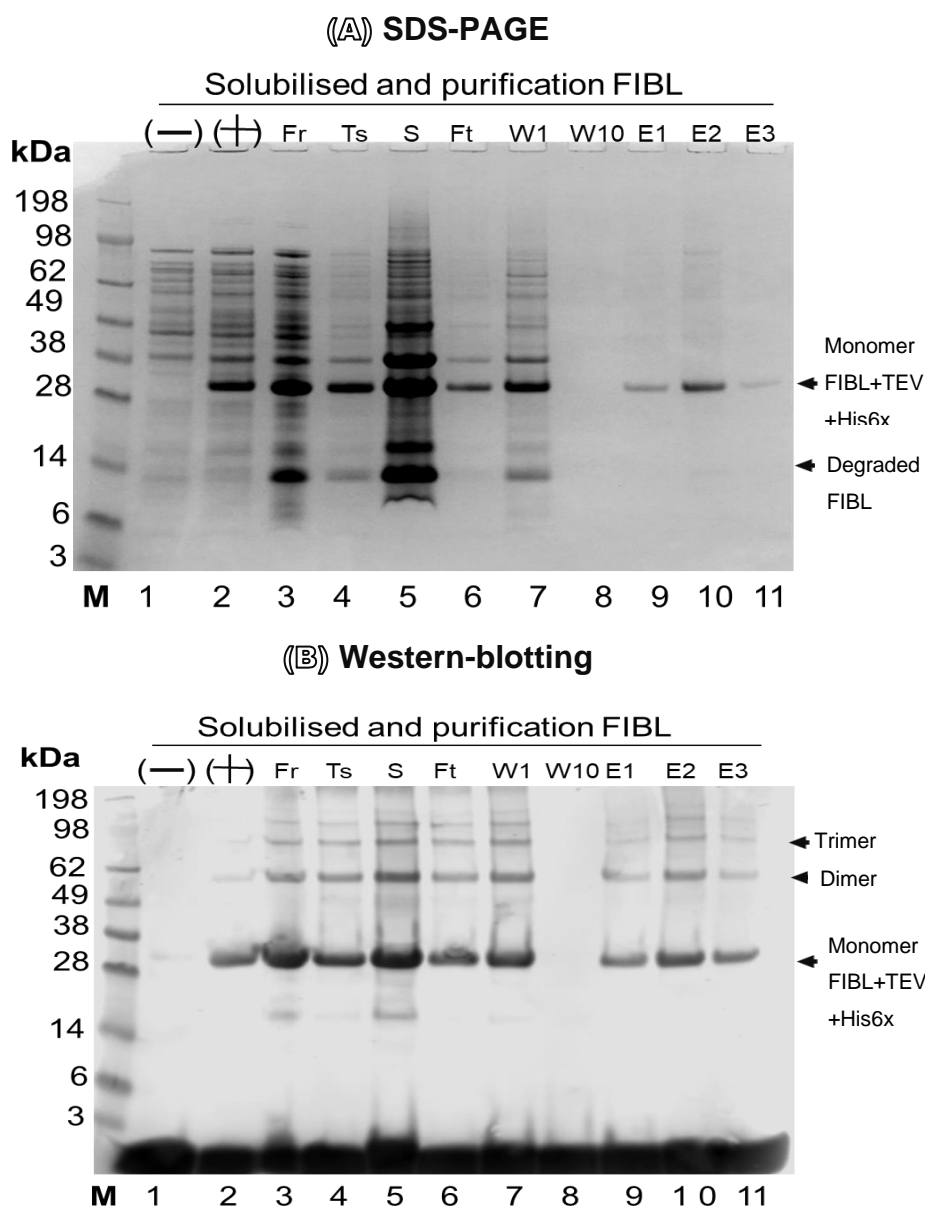 (A) SDS-PAGE
Solubilised and purification FIBL
kDa (—) (+) Fr Ts S Ft W1 W10 E1 E2 E3
198
98
62
49
38
28
14
6
3
Monomer
FIBL+TEV
+His6x
Degraded
FIBL
M 1 2 3 4 5 6 7 8 9 10 11
(B) Western-blotting
Solubilised and purification FIBL
kDa (—) (+) Fr Ts S Ft W1 W10 E1 E2 E3
198
98
62
49
38
28
14
6
3
Trimer
Dimer
Monomer
FIBL+TEV
+His6x
M 1 2 3 4 5 6 7 8 9 1 0 11